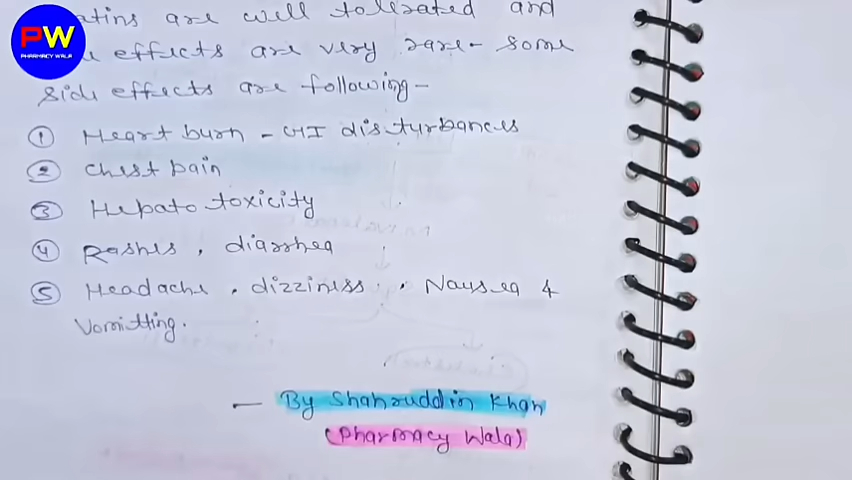 are well tolerated and
PW
PHARMACY WALA
effects are very rare- some
side effects are following-
① Heart burn - GI disturbances
② Chest pain
③ Hepato toxicity
④ Rashes, diarrhea
⑤ Headache, dizziness, Nausea &
Vomitting.
- By Shahruddin Khan
(Pharmacy Wala)